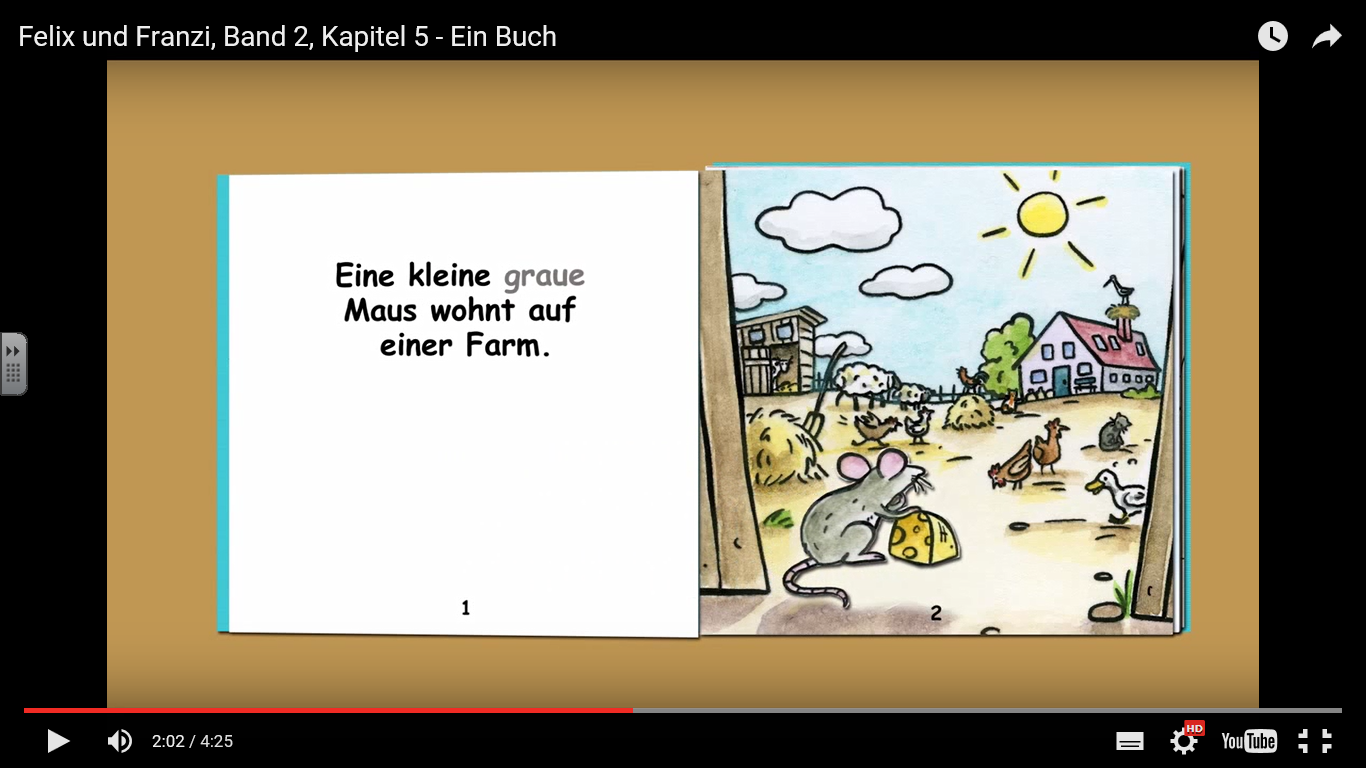 Felix und Franzi, Band 2, Kapitel 5 - Ein Buch
Eine kleine graue
Maus wohnt auf
einer Farm.
1
2
2:02 / 4:25
HD
YouTube